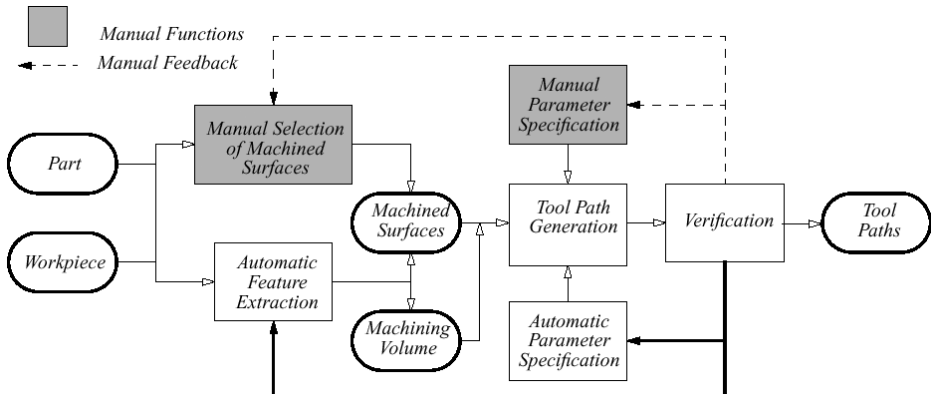 Manual Functions
Manual Feedback
Manual
Parameter
Specification
Manual Selection
of Machined
Surfaces
Part
Machined
Surfaces
Tool Path
Generation
Verification
Tool
Paths
Workpiece
Automatic
Feature
Extraction
Machining
Volume
Automatic
Parameter
Specification